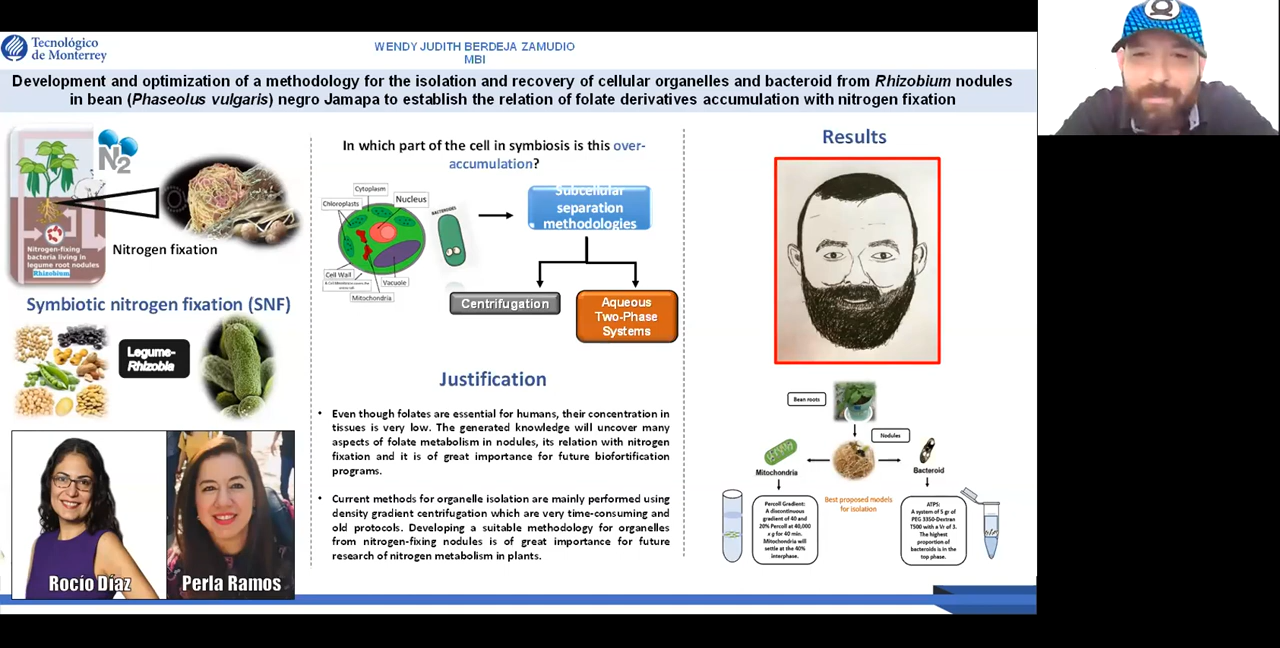 Tecnológico
de Monterrey
WENDY JUDITH BERDEJA ZAMUDIO
MBI
Development and optimization of a methodology for the isolation and recovery of cellular organelles and bacteroid from Rhizobium nodules
in bean (Phaseolus vulgaris) negro Jamapa to establish the relation of folate derivatives accumulation with nitrogen fixation
N2
Nitrogen-fixing
bacteria living in
legume root nodules
Rhizobium
Nitrogen fixation
Symbiotic nitrogen fixation (SNF)
Legume-
Rhizobia
Rocío Díaz
Perla Ramos
In which part of the cell in symbiosis is this over-
accumulation?
Cytoplasm
Chloroplasts
Nucleus
Cell Wall
Vacuole
Mitochondria
BACTEROIDES
Subcellular
separation
methodologies
Centrifugation
Aqueous
Two-Phase
Systems
Justification
• Even though folates are essential for humans, their concentration in
tissues is very low. The generated knowledge will uncover many
aspects of folate metabolism in nodules, its relation with nitrogen
fixation and it is of great importance for future biofortification
programs.
• Current methods for organelle isolation are mainly performed using
density gradient centrifugation which are very time-consuming and
old protocols. Developing a suitable methodology for organelles
from nitrogen-fixing nodules is of great importance for future
research of nitrogen metabolism in plants.
Results
Bean roots
Nodules
Mitochondria
Bacteroid
Best proposed models
for isolation
Percoll Gradient:
A discontinuous
gradient of 40 and
20% Percoll at 40,000
x g for 40 min.
Mitochondria will
settle at the 40%
interphase.
ATPS:
A system of 5 gr of
PEG 3350-Dextran
T500 with a Vr of 3.
The highest
proportion of
bacteroids is in the
top phase.